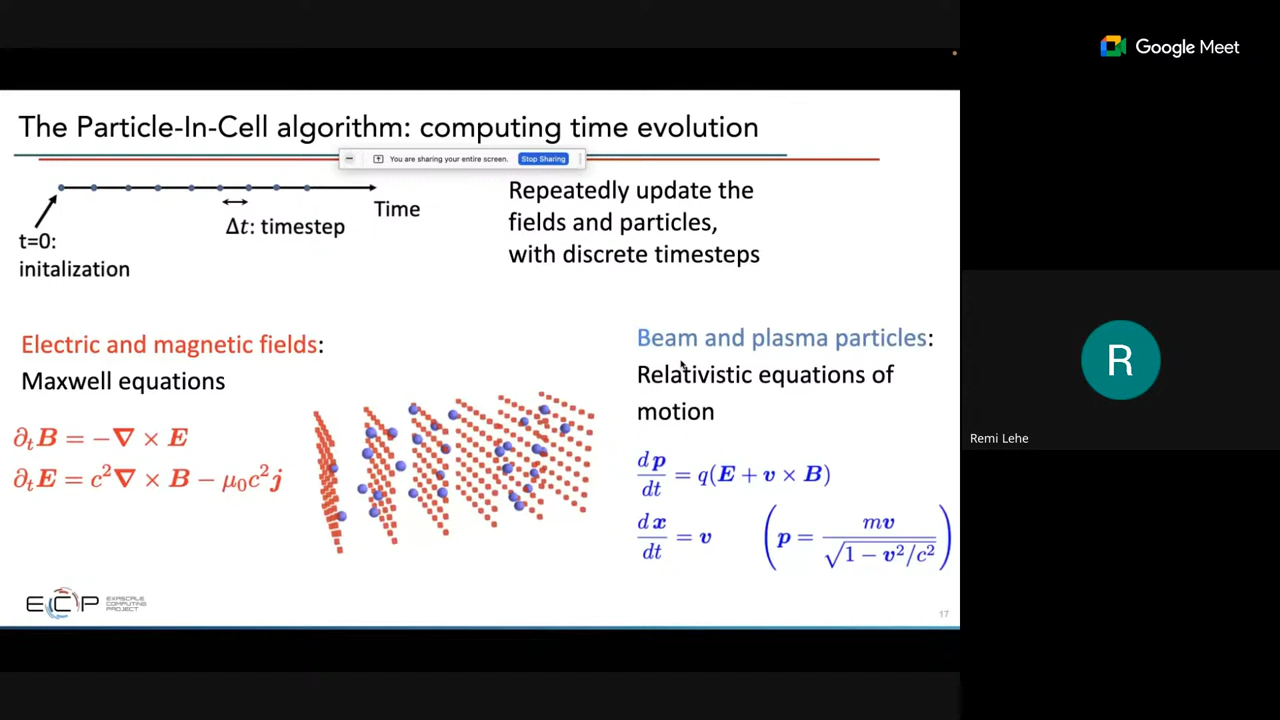 Google Meet
The Particle-In-Cell algorithm: computing time evolution
You are sharing your entire screen. Stop Sharing
Time
Δt: timestep
t=0:
initalization
Repeatedly update the
fields and particles,
with discrete timesteps
Electric and magnetic fields:
Maxwell equations
∂ₜB = −∇ × E
∂ₜE = c²∇ × B − μ₀c²j
Beam and plasma particles:
Relativistic equations of
motion
dp/dt = q(E + v × B)
dx/dt = v (p = mv/√(1 − v²/c²))
ECP EXASCALE COMPUTING PROJECT
17
R
Remi Lehe